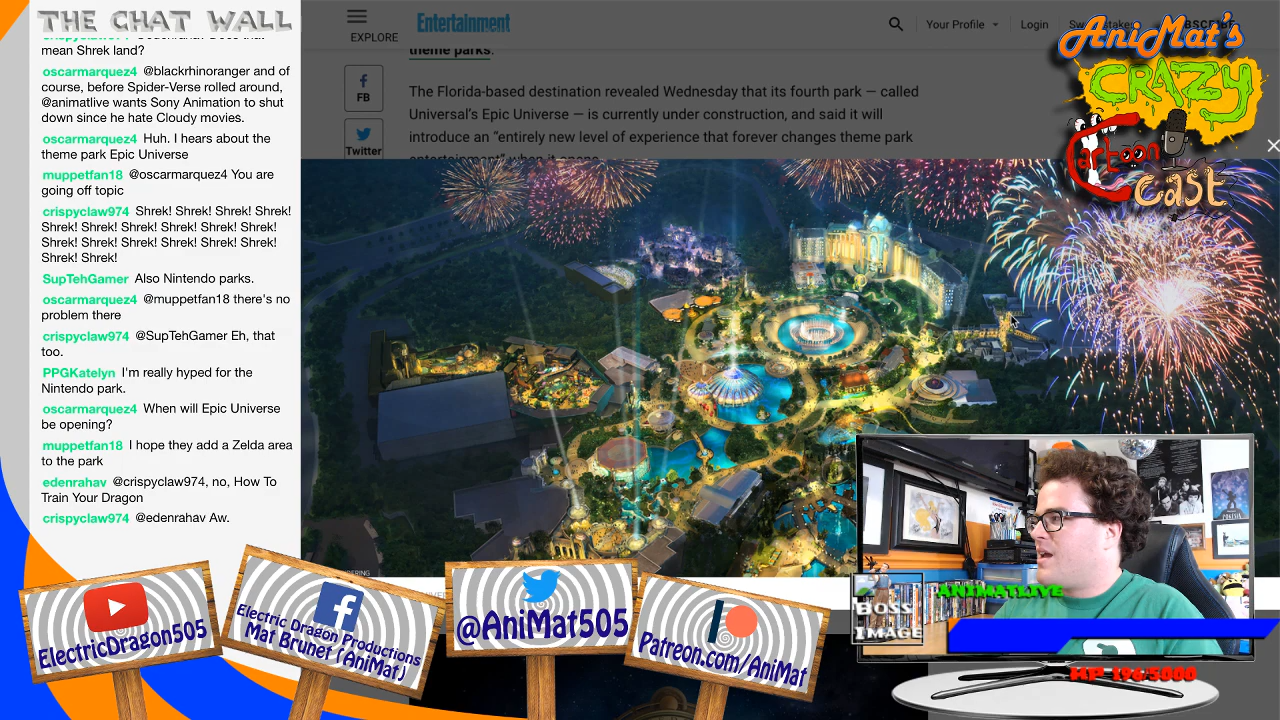 THE CHAT WALL
mean Shrek land?
oscarmarquez4 @blackrhinoranger and of
course, before Spider-Verse rolled around,
@animatlive wants Sony Animation to shut
down since he hate Cloudy movies.
oscarmarquez4 Huh. I hears about the
theme park Epic Universe
muppetfan18 @oscarmarquez4 You are
going off topic
crispyclaw974 Shrek! Shrek! Shrek! Shrek!
Shrek! Shrek! Shrek! Shrek! Shrek! Shrek!
Shrek! Shrek! Shrek! Shrek! Shrek! Shrek!
Shrek! Shrek!
SupTehGamer Also Nintendo parks.
oscarmarquez4 @muppetfan18 there's no
problem there
crispyclaw974 @SupTehGamer Eh, that
too.
PPGKatelyn I'm really hyped for the
Nintendo park.
oscarmarquez4 When will Epic Universe
be opening?
muppetfan18 I hope they add a Zelda area
to the park
edenrahav @crispyclaw974, no, How To
Train Your Dragon
crispyclaw974 @edenrahav Aw.
EXPLORE
Entertainment
Your Profile
Login
theme parks.
FB
Twitter
The Florida-based destination revealed Wednesday that its fourth park — called
Universal's Epic Universe — is currently under construction, and said it will
introduce an "entirely new level of experience that forever changes theme park
entertainment" when it opens.
AniMat's
CRAZY
Cartoon
Cast
ElectricDragon505
Electric Dragon Productions
Mat Brunet (AniMat)
@AniMat505
Patreon.com/AniMat
BOSS
IMAGE
ANIMATLIVE
HP 196/5000